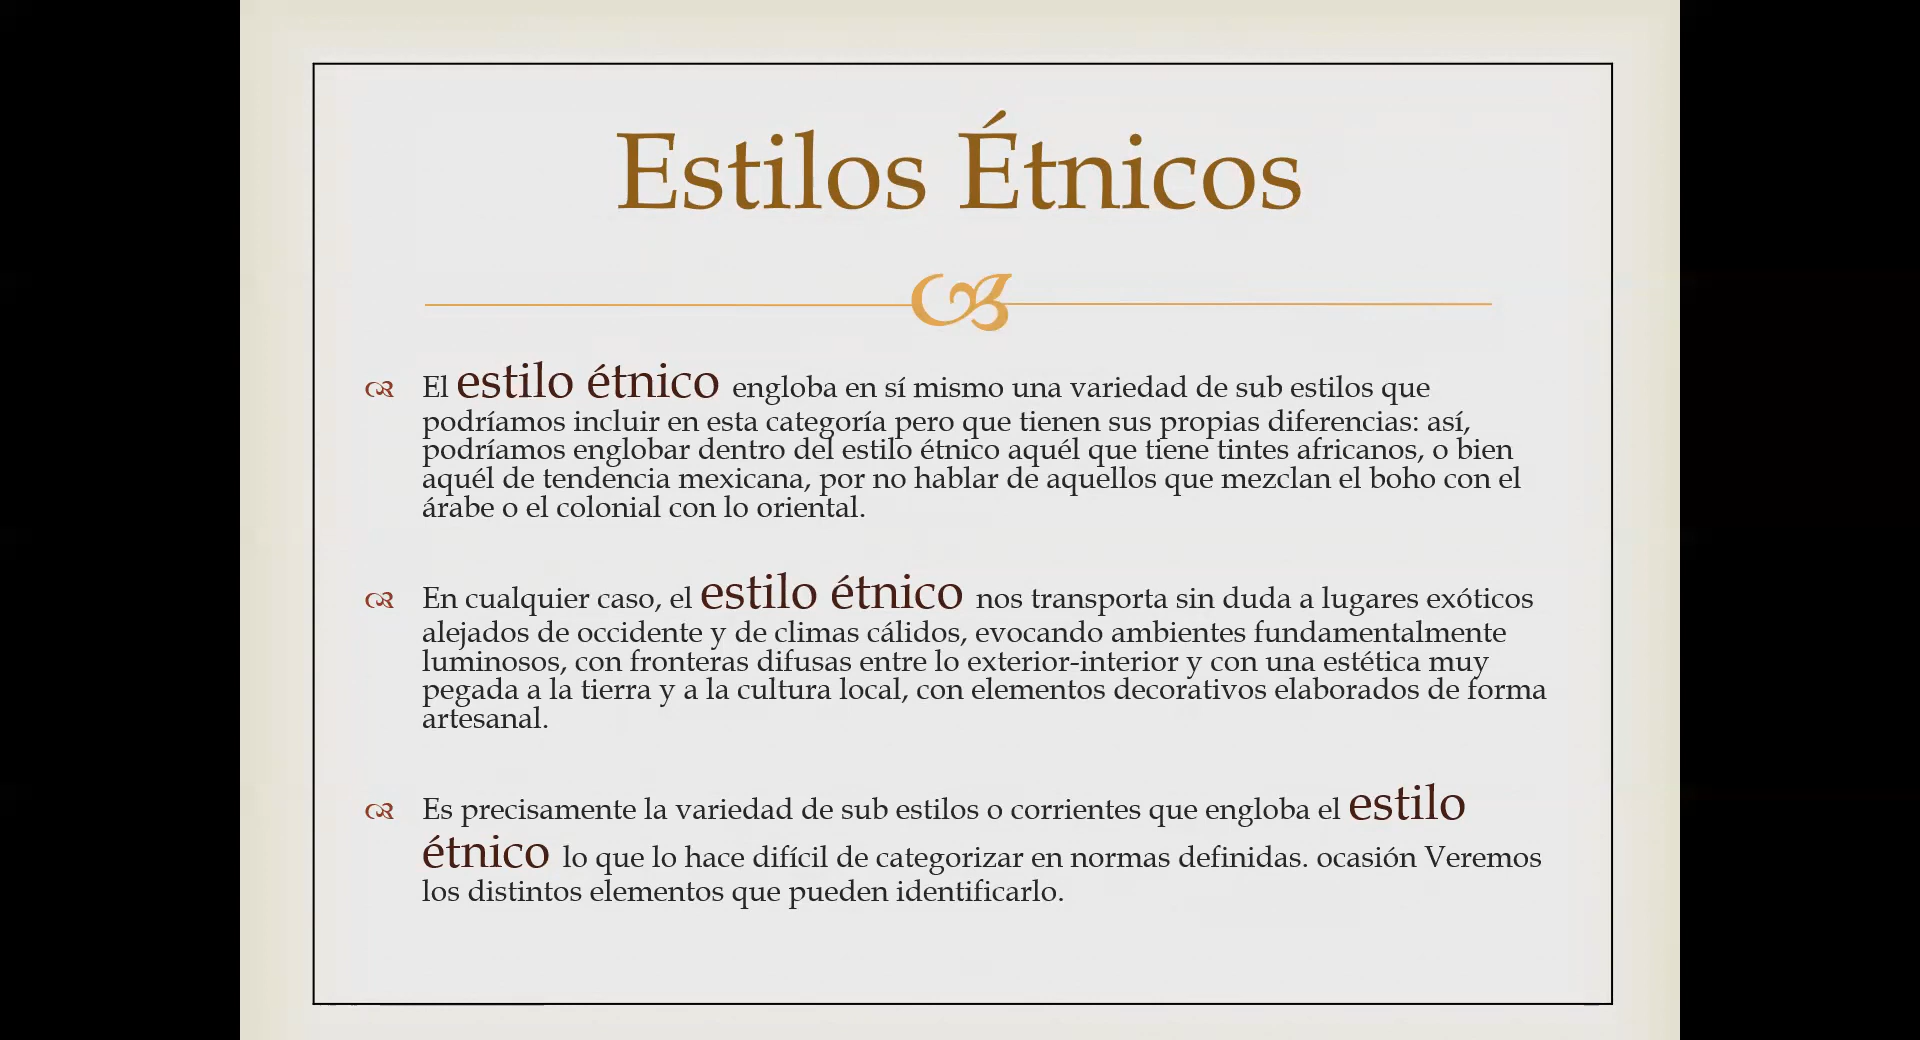 Estilos Étnicos
El estilo étnico engloba en sí mismo una variedad de sub estilos que
podríamos incluir en esta categoría pero que tienen sus propias diferencias: así,
podríamos englobar dentro del estilo étnico aquél que tiene tintes africanos, o bien
aquél de tendencia mexicana, por no hablar de aquellos que mezclan el boho con el
árabe o el colonial con lo oriental.
En cualquier caso, el estilo étnico nos transporta sin duda a lugares exóticos
alejados de occidente y de climas cálidos, evocando ambientes fundamentalmente
luminosos, con fronteras difusas entre lo exterior-interior y con una estética muy
pegada a la tierra y a la cultura local, con elementos decorativos elaborados de forma
artesanal.
Es precisamente la variedad de sub estilos o corrientes que engloba el estilo
étnico lo que lo hace difícil de categorizar en normas definidas. ocasión Veremos
los distintos elementos que pueden identificarlo.